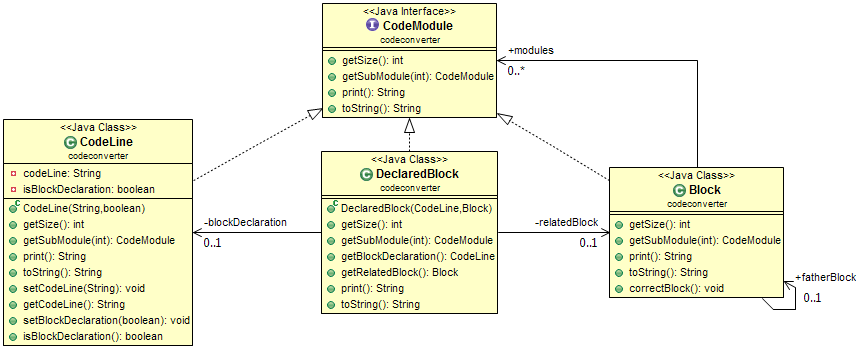 <<Java Interface>>
CodeModule
codeconverter
getSize(): int
getSubModule(int): CodeModule
print(): String
toString(): String
+modules
0..*
<<Java Class>>
CodeLine
codeconverter
codeLine: String
isBlockDeclaration: boolean
CodeLine(String,boolean)
getSize(): int
getSubModule(int): CodeModule
print(): String
toString(): String
setCodeLine(String): void
getCodeLine(): String
setBlockDeclaration(boolean): void
isBlockDeclaration(): boolean
-blockDeclaration
0..1
<<Java Class>>
DeclaredBlock
codeconverter
DeclaredBlock(CodeLine,Block)
getSize(): int
getSubModule(int): CodeModule
getBlockDeclaration(): CodeLine
getRelatedBlock(): Block
print(): String
toString(): String
-relatedBlock
0..1
<<Java Class>>
Block
codeconverter
getSize(): int
getSubModule(int): CodeModule
print(): String
toString(): String
correctBlock(): void
+fatherBlock
0..1